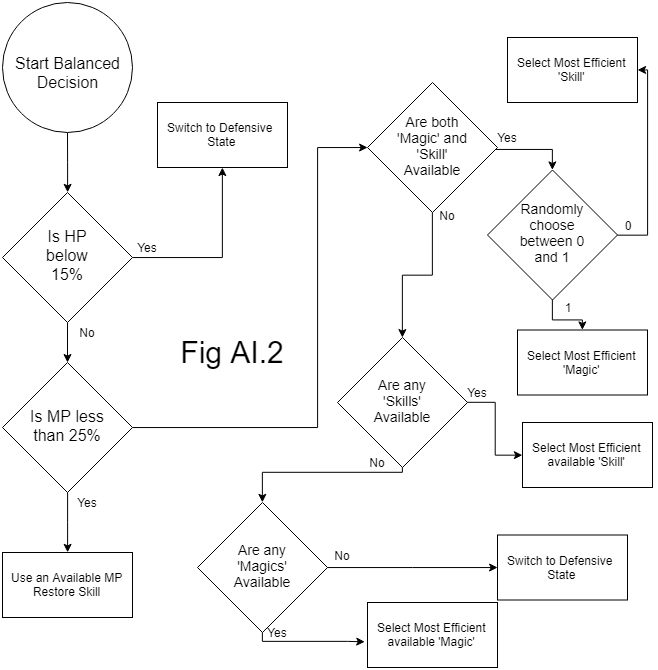 Start Balanced
Decision
Switch to Defensive
State
Is HP
below
15%
Yes
No
Fig AI.2
Is MP less
than 25%
Yes
Use an Available MP
Restore Skill
Are both
'Magic' and
'Skill'
Available
Yes
No
Select Most Efficient
'Skill'
Randomly
choose
between 0
and 1
0
1
Select Most Efficient
'Magic'
Are any
'Skills'
Available
Yes
No
Select Most Efficient
available 'Skill'
Are any
'Magics'
Available
No
Yes
Switch to Defensive
State
Select Most Efficient
available 'Magic'